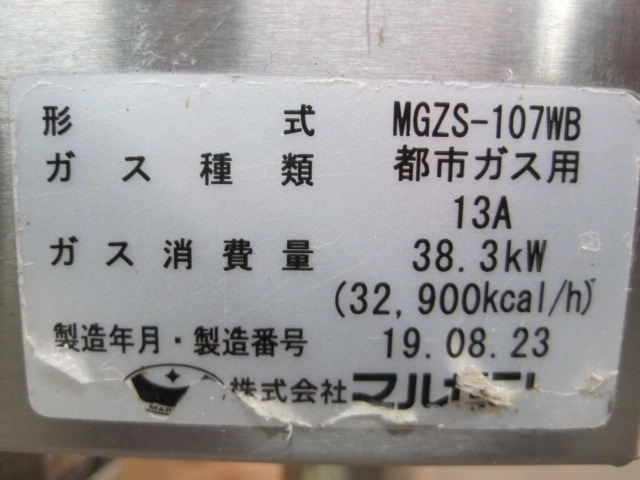 形 式 MGZS-107WB
ガス種類 都市ガス用
13A
ガス消費量 38.3kW
(32,900kcal/h)
製造年月・製造番号 19.08.23
株式会社